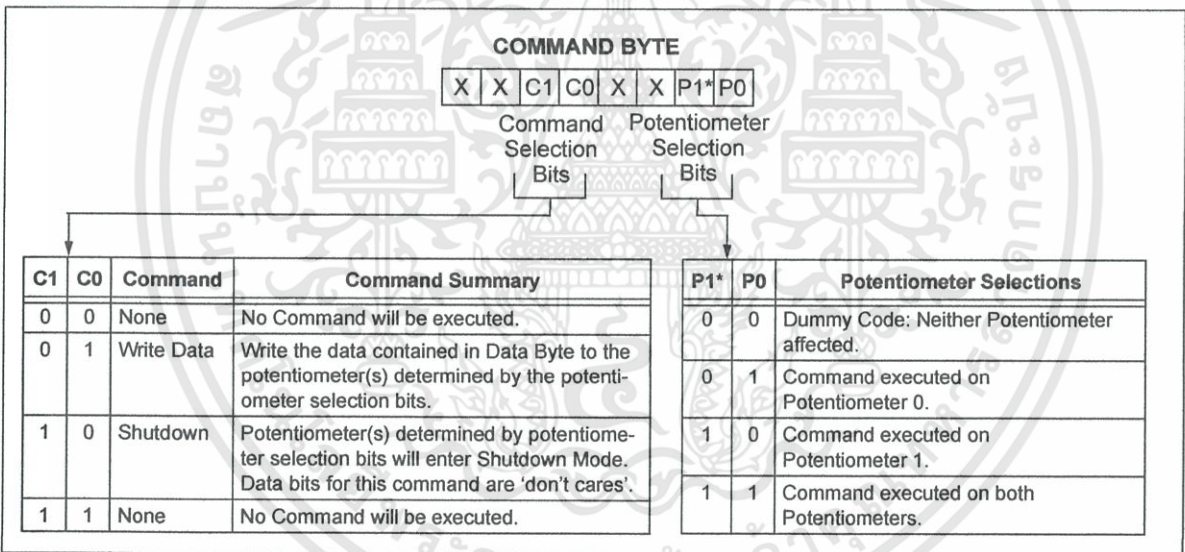 COMMAND BYTE
X X C1 C0 X X P1* P0
Command Potentiometer
Selection Selection
Bits Bits
C1 C0 Command Command Summary
0 0 None No Command will be executed.
0 1 Write Data Write the data contained in Data Byte to the
potentiometer(s) determined by the potenti-
ometer selection bits.
1 0 Shutdown Potentiometer(s) determined by potentiome-
ter selection bits will enter Shutdown Mode.
Data bits for this command are 'don't cares'.
1 1 None No Command will be executed.
P1* P0 Potentiometer Selections
0 0 Dummy Code: Neither Potentiometer
affected.
0 1 Command executed on
Potentiometer 0.
1 0 Command executed on
Potentiometer 1.
1 1 Command executed on both
Potentiometers.